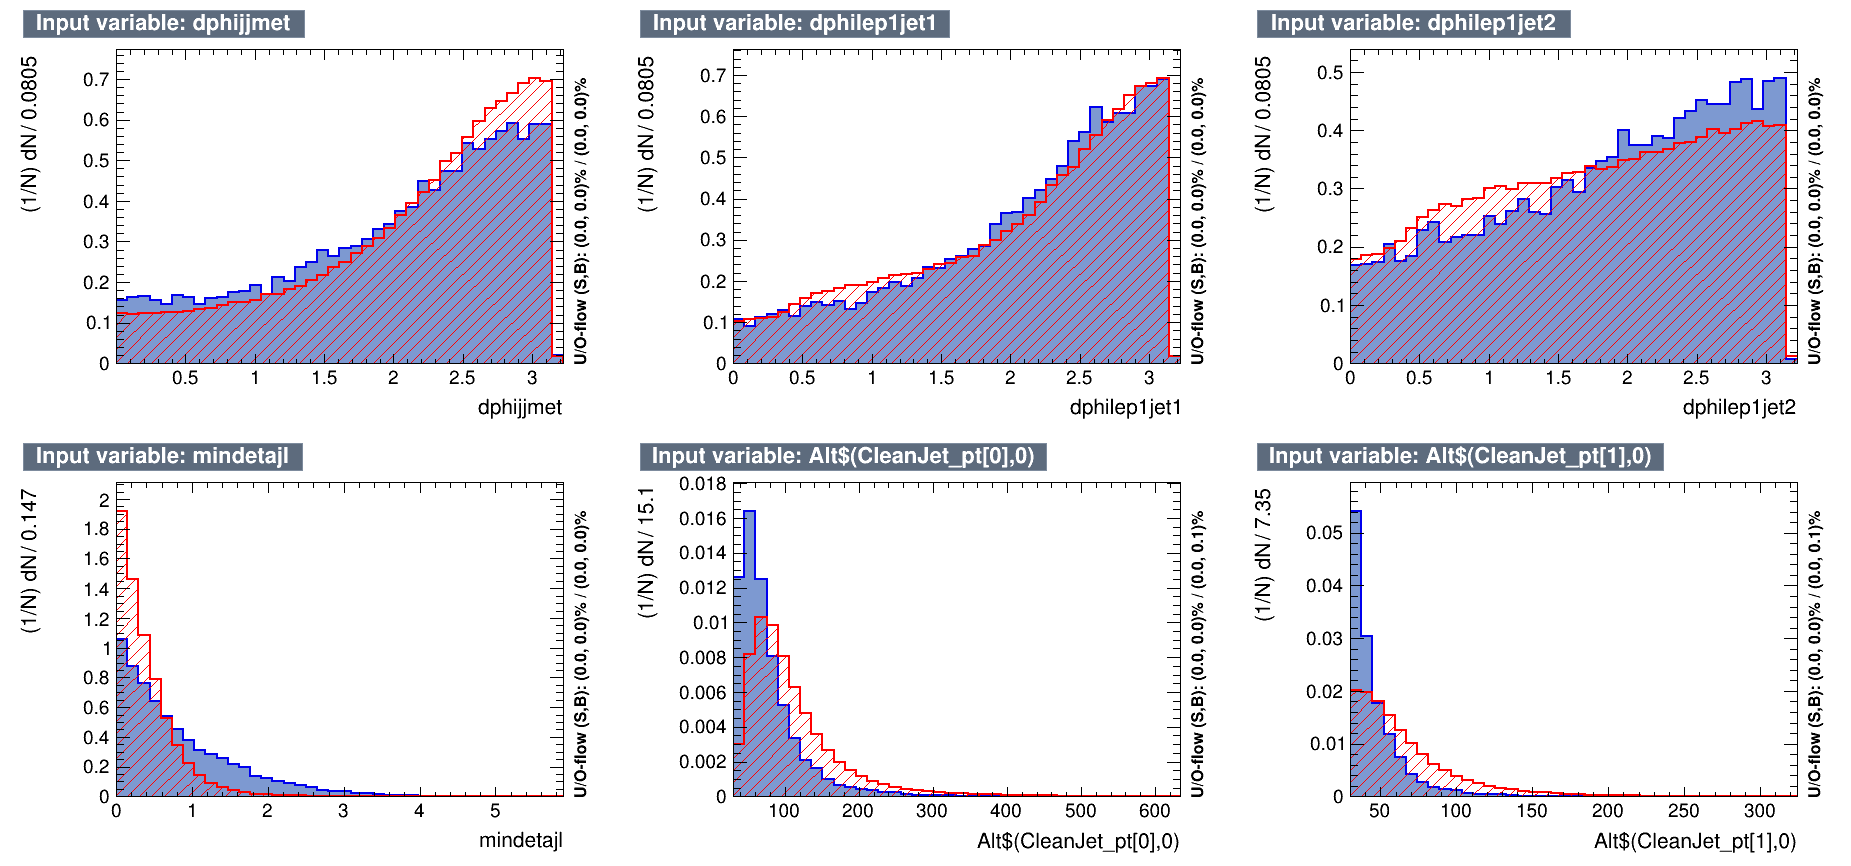 Input variable: dphijjmet
(1/N) dN / 0.0805
0.7
0.6
0.5
0.4
0.3
0.2
0.1
0
0.5 1 1.5 2 2.5 3
dphijjmet
U/O-flow (S,B): (0.0, 0.0)% / (0.0, 0.0)%
Input variable: dphilep1jet1
(1/N) dN / 0.0805
0.7
0.6
0.5
0.4
0.3
0.2
0.1
0
0 0.5 1 1.5 2 2.5 3
dphilep1jet1
U/O-flow (S,B): (0.0, 0.0)% / (0.0, 0.0)%
Input variable: dphilep1jet2
(1/N) dN / 0.0805
0.5
0.4
0.3
0.2
0.1
0
0 0.5 1 1.5 2 2.5 3
dphilep1jet2
U/O-flow (S,B): (0.0, 0.0)% / (0.0, 0.0)%
Input variable: mindetajl
(1/N) dN / 0.147
2
1.8
1.6
1.4
1.2
1
0.8
0.6
0.4
0.2
0
0 1 2 3 4 5
mindetajl
U/O-flow (S,B): (0.0, 0.0)% / (0.0, 0.0)%
Input variable: Alt$(CleanJet_pt[0],0)
(1/N) dN / 15.1
0.018
0.016
0.014
0.012
0.01
0.008
0.006
0.004
0.002
0
100 200 300 400 500 600
Alt$(CleanJet_pt[0],0)
U/O-flow (S,B): (0.0, 0.0)% / (0.0, 0.1)%
Input variable: Alt$(CleanJet_pt[1],0)
(1/N) dN / 7.35
0.05
0.04
0.03
0.02
0.01
0
50 100 150 200 250 300
Alt$(CleanJet_pt[1],0)
U/O-flow (S,B): (0.0, 0.0)% / (0.0, 0.1)%